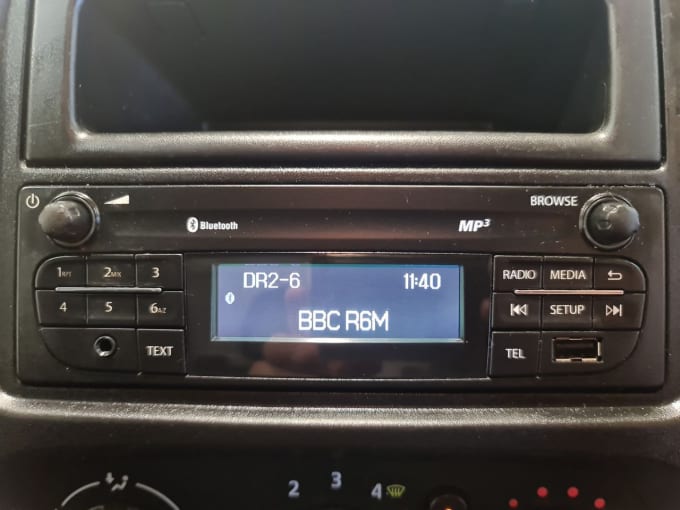 BROWSE
Bluetooth
MP3
1RPT 2MIX 3
DR2-6 11:40
RADIO MEDIA
4 5 6AZ
BBC R6M
SETUP
TEXT
TEL
2 3 4